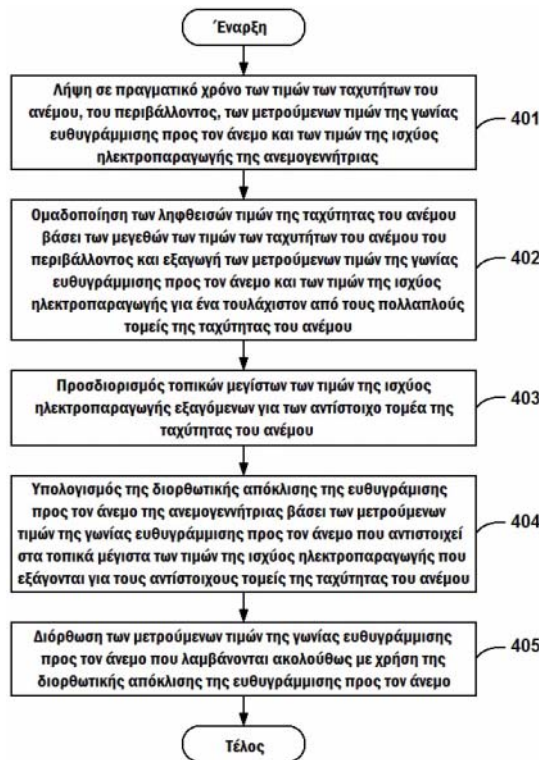 Έναρξη
Λήψη σε πραγματικό χρόνο των τιμών των ταχυτήτων του
ανέμου, του περιβάλλοντος, των μετρούμενων τιμών της γωνίας
ευθυγράμμισης προς τον άνεμο και των τιμών της ισχύος
ηλεκτροπαραγωγής της ανεμογεννήτριας
401
Ομαδοποίηση των ληφθεισών τιμών της ταχύτητας του ανέμου
βάσει των μεγεθών των τιμών των ταχυτήτων του ανέμου του
περιβάλλοντος και εξαγωγή των μετρούμενων τιμών της γωνίας
ευθυγράμμισης προς τον άνεμο και των τιμών της ισχύος
ηλεκτροπαραγωγής για ένα τουλάχιστον από τους πολλαπλούς
τομείς της ταχύτητας του ανέμου
402
Προσδιορισμός τοπικών μεγίστων των τιμών της ισχύος
ηλεκτροπαραγωγής εξαγόμενων για των αντίστοιχο τομέα της
ταχύτητας του ανέμου
403
Υπολογισμός της διορθωτικής απόκλισης της ευθυγράμισης
προς τον άνεμο της ανεμογεννήτριας βάσει των μετρούμενων
τιμών της γωνίας ευθυγράμμισης προς τον άνεμο που αντιστοιχεί
στα τοπικά μέγιστα των τιμών της ισχύος ηλεκτροπαραγωγής που
εξάγονται για τους αντίστοιχους τομείς της ταχύτητας του ανέμου
404
Διόρθωση των μετρούμενων τιμών της γωνίας ευθυγράμμισης
προς τον άνεμο που λαμβάνονται ακολούθως με χρήση της
διορθωτικής απόκλισης της ευθυγράμμισης προς τον άνεμο
405
Τέλος